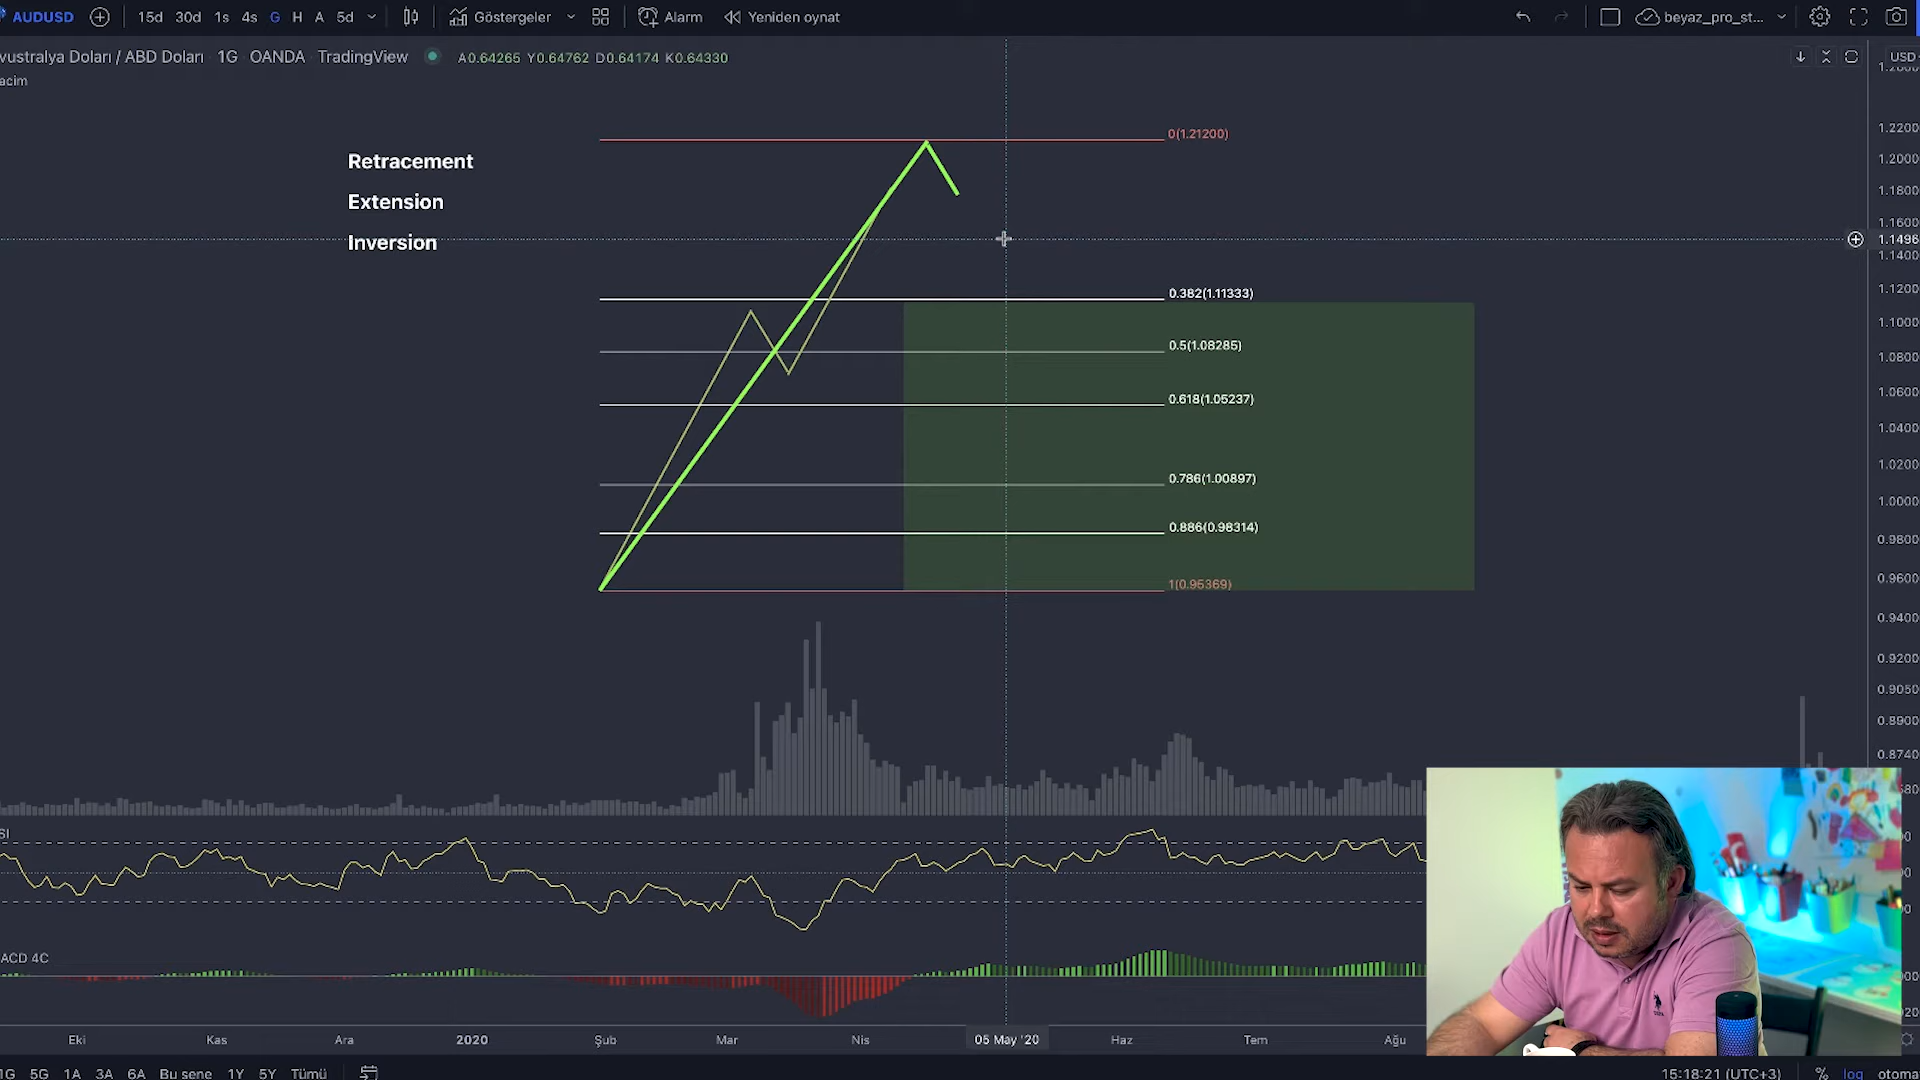 AUDUSD 15d 30d 1s 4s G H A 5d Göstergeler Alarm Yeniden oynat beyaz_pro_st...
vustralya Doları / ABD Doları 1G OANDA TradingView A0.64265 Y0.64762 D0.64174 K0.64330 USD
acim
0(1.21200)
1.2200
Retracement
1.2000
1.1800
Extension
1.1600
Inversion
1.1496
1.1400
0.382(1.11333)
1.1200
1.1000
0.5(1.08285)
1.0800
1.0600
0.618(1.05237)
1.0400
1.0200
0.786(1.00897)
1.0000
0.886(0.98314)
0.9800
1(0.95369)
0.9600
0.9400
0.9200
0.9050
0.8900
0.8740
SI
ACD 4C
Eki Kas Ara 2020 Şub Mar Nis 05 May '20 Haz Tem Ağu
1G 5G 1A 3A 6A Bu sene 1Y 5Y Tümü 15:18:21 (UTC+3) % log otoma